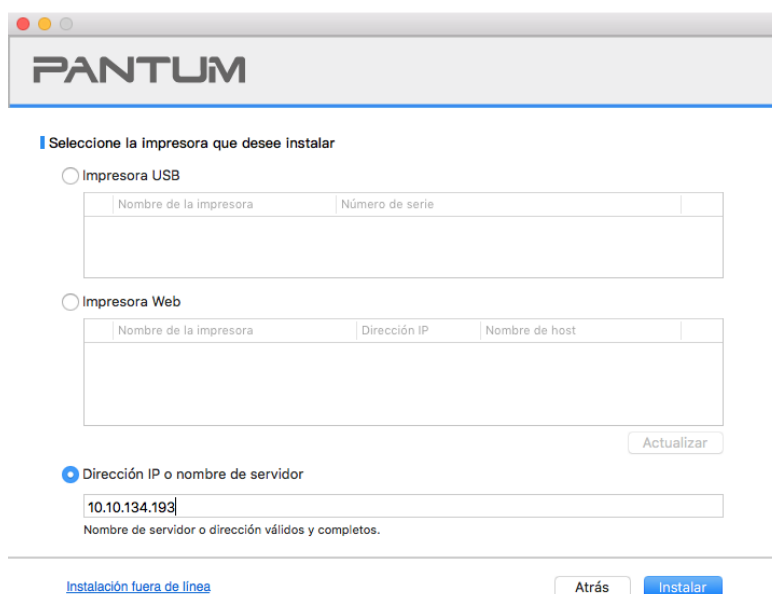 PANTUM
Seleccione la impresora que desee instalar
Impresora USB
Nombre de la impresora Número de serie
Impresora Web
Nombre de la impresora Dirección IP Nombre de host
Actualizar
Dirección IP o nombre de servidor
10.10.134.193
Nombre de servidor o dirección válidos y completos.
Instalación fuera de línea Atrás Instalar